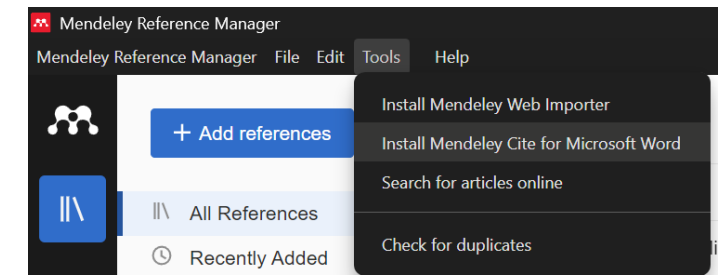 Mendeley Reference Manager
Mendeley Reference Manager File Edit Tools Help
Install Mendeley Web Importer
+ Add references
Install Mendeley Cite for Microsoft Word
Search for articles online
All References
Check for duplicates
Recently Added